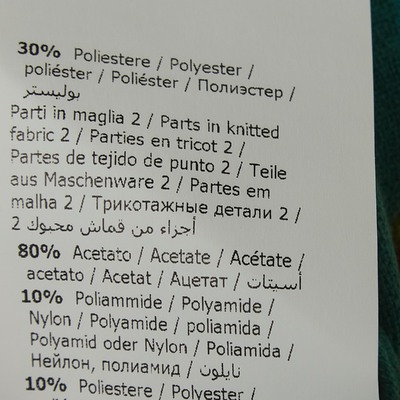 30% Poliestere / Polyester /
poliéster / Poliéster / Полиэстер /
بوليستر
Parti in maglia 2 / Parts in knitted
fabric 2 / Parties en tricot 2 /
Partes de tejido de punto 2 / Teile
aus Maschenware 2 / Partes em
malha 2 / Трикотажные детали 2 /
أجزاء من قماش محبوك 2
80% Acetato / Acetate / Acétate /
acetato / Acetat / Ацетат / أسيتات
10% Poliammide / Polyamide /
Nylon / Polyamide / poliamida /
Polyamid oder Nylon / Poliamida /
Нейлон, полиамид / نايلون
10% Poliestere / Polyester /